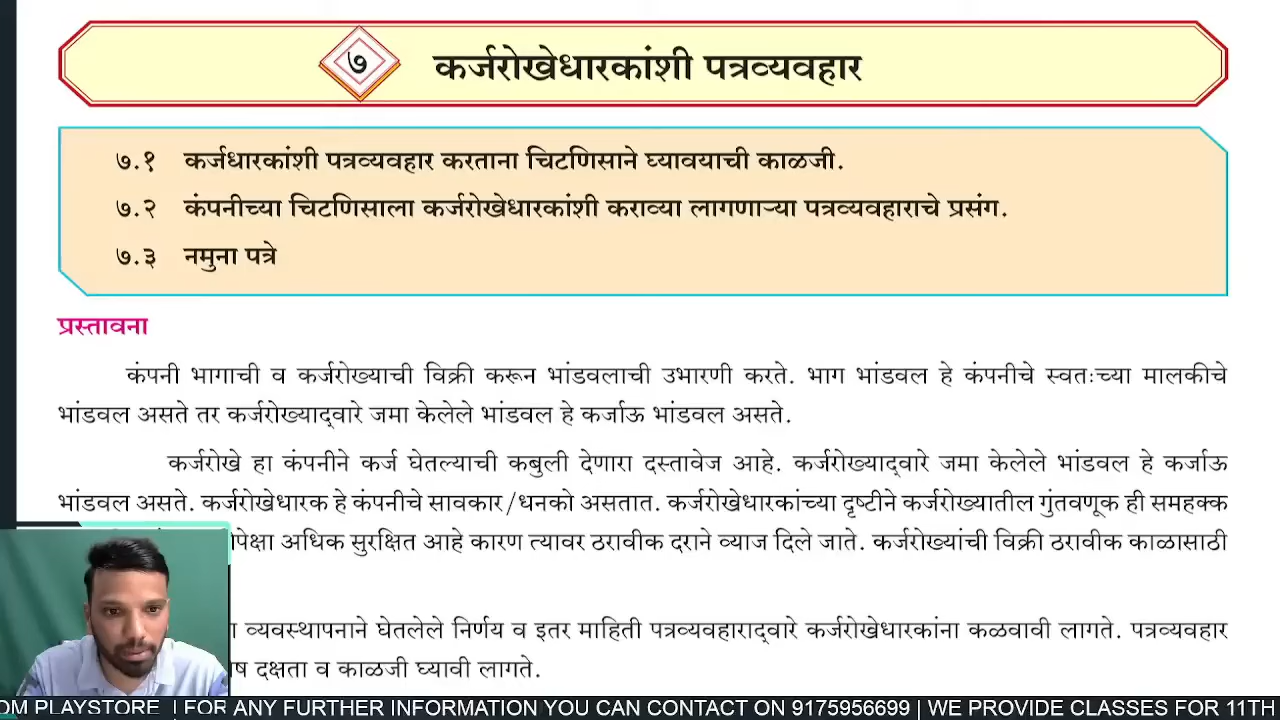 ७
कर्जरोखेधारकांशी पत्रव्यवहार
७.१ कर्जधारकांशी पत्रव्यवहार करताना चिटणिसाने घ्यावयाची काळजी.
७.२ कंपनीच्या चिटणिसाला कर्जरोखेधारकांशी कराव्या लागणाऱ्या पत्रव्यवहाराचे प्रसंग.
७.३ नमुना पत्रे
प्रस्तावना
कंपनी भागाची व कर्जरोख्याची विक्री करून भांडवलाची उभारणी करते. भाग भांडवल हे कंपनीचे स्वतःच्या मालकीचे
भांडवल असते तर कर्जरोख्याद्‌वारे जमा केलेले भांडवल हे कर्जाऊ भांडवल असते.
कर्जरोखे हा कंपनीने कर्ज घेतल्याची कबुली देणारा दस्तावेज आहे. कर्जरोख्याद्‌वारे जमा केलेले भांडवल हे कर्जाऊ
भांडवल असते. कर्जरोखेधारक हे कंपनीचे सावकार /धनको असतात. कर्जरोखेधारकांच्या दृष्टीने कर्जरोख्यातील गुंतवणूक ही समहक्क
अधिक सुरक्षित आहे कारण त्यावर ठरावीक दराने व्याज दिले जाते. कर्जरोख्यांची विक्री ठरावीक काळासाठी
व्यवस्थापनाने घेतलेले निर्णय व इतर माहिती पत्रव्यवहाराद्‌वारे कर्जरोखेधारकांना कळवावी लागते. पत्रव्यवहार
दक्षता व काळजी घ्यावी लागते.
OM PLAYSTORE | FOR ANY FURTHER INFORMATION YOU CAN CONTACT ON 9175956699 | WE PROVIDE CLASSES FOR 11TH